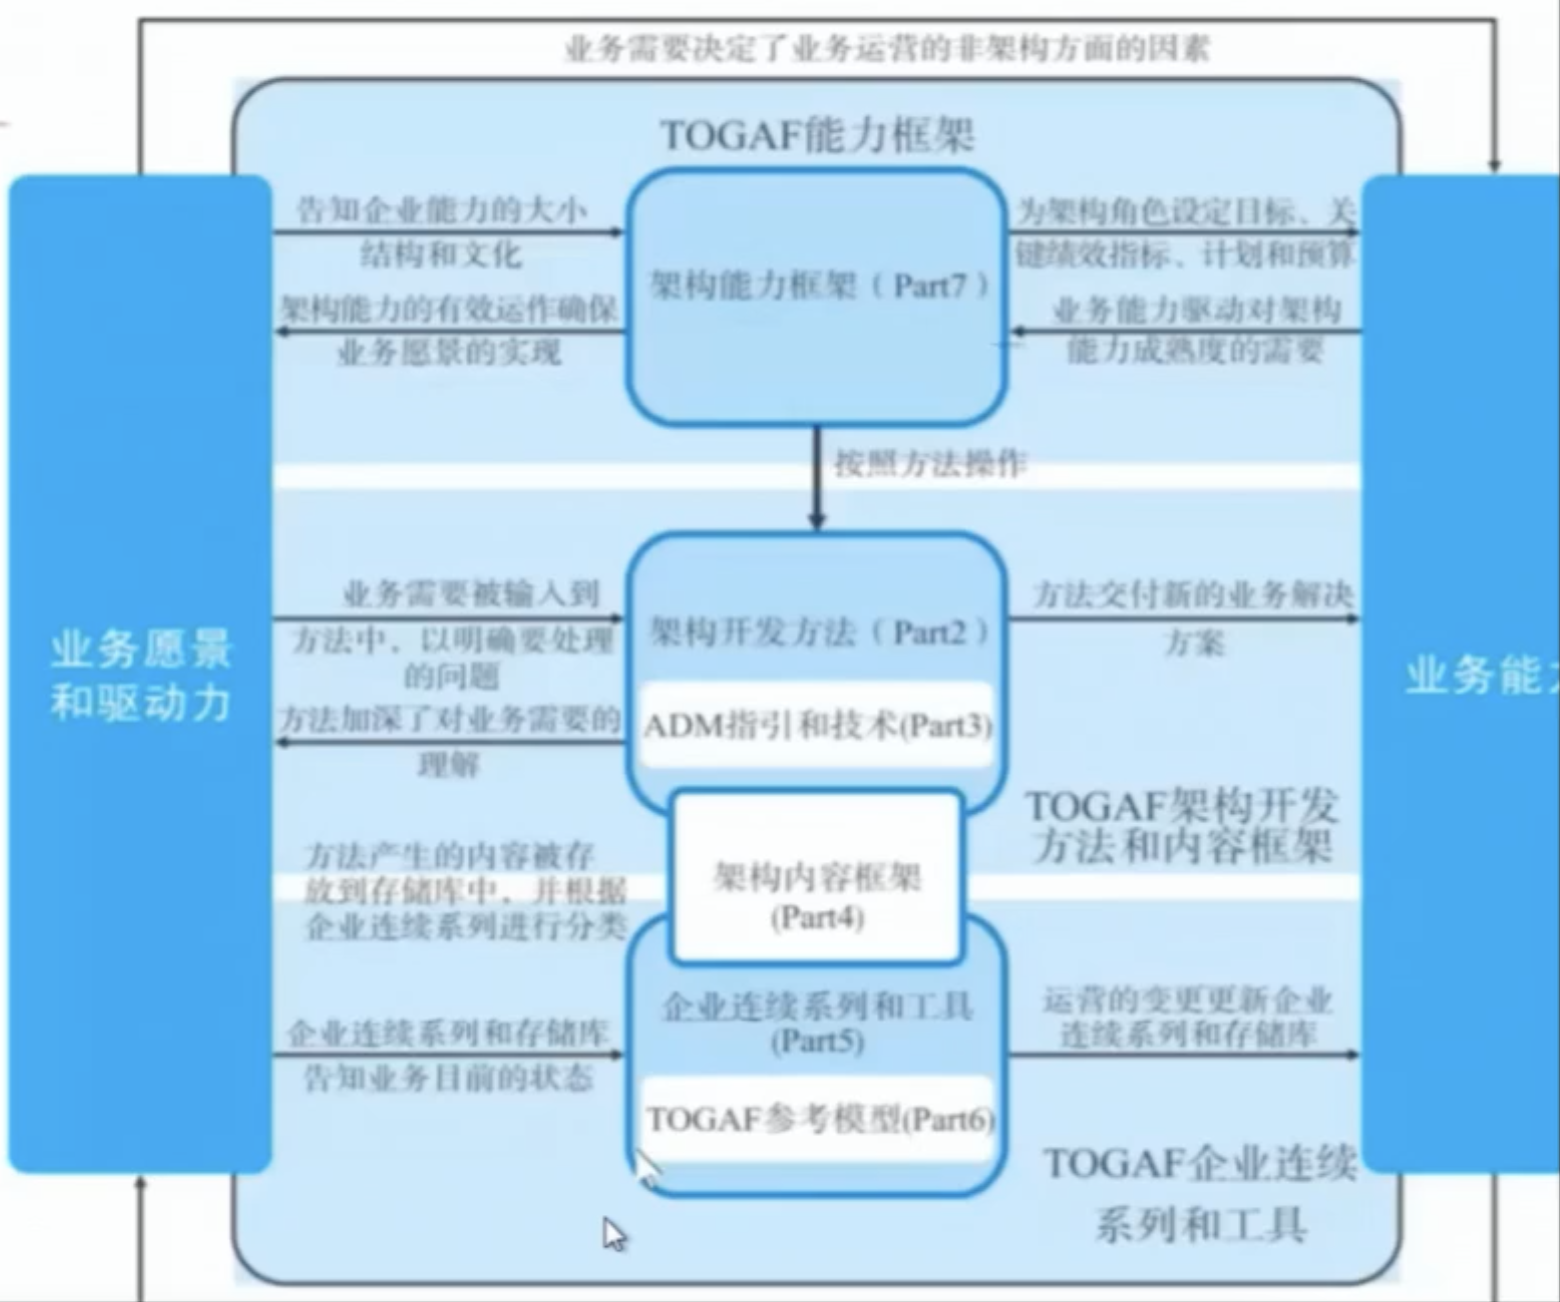 业务需要决定了业务运营的非架构方面的因素
TOGAF能力框架
告知企业能力的大小
结构和文化
架构能力的有效运作确保
业务愿景的实现
架构能力框架（Part7）
为架构角色设定目标、关
键绩效指标、计划和预算
业务能力驱动对架构
能力成熟度的需要
按照方法操作
业务愿景
和驱动力
业务需要被输入到
方法中，以明确要处理
的问题
方法加深了对业务需要的
理解
架构开发方法（Part2）
ADM指引和技术(Part3)
方法交付新的业务解决
方案
业务能
TOGAF架构开发
方法和内容框架
方法产生的内容被存
放到存储库中，并根据
企业连续系列进行分类
架构内容框架
(Part4)
企业连续系列和存储库
告知业务目前的状态
企业连续系列和工具
(Part5)
TOGAF参考模型(Part6)
运营的变更更新企业
连续系列和存储库
TOGAF企业连续
系列和工具